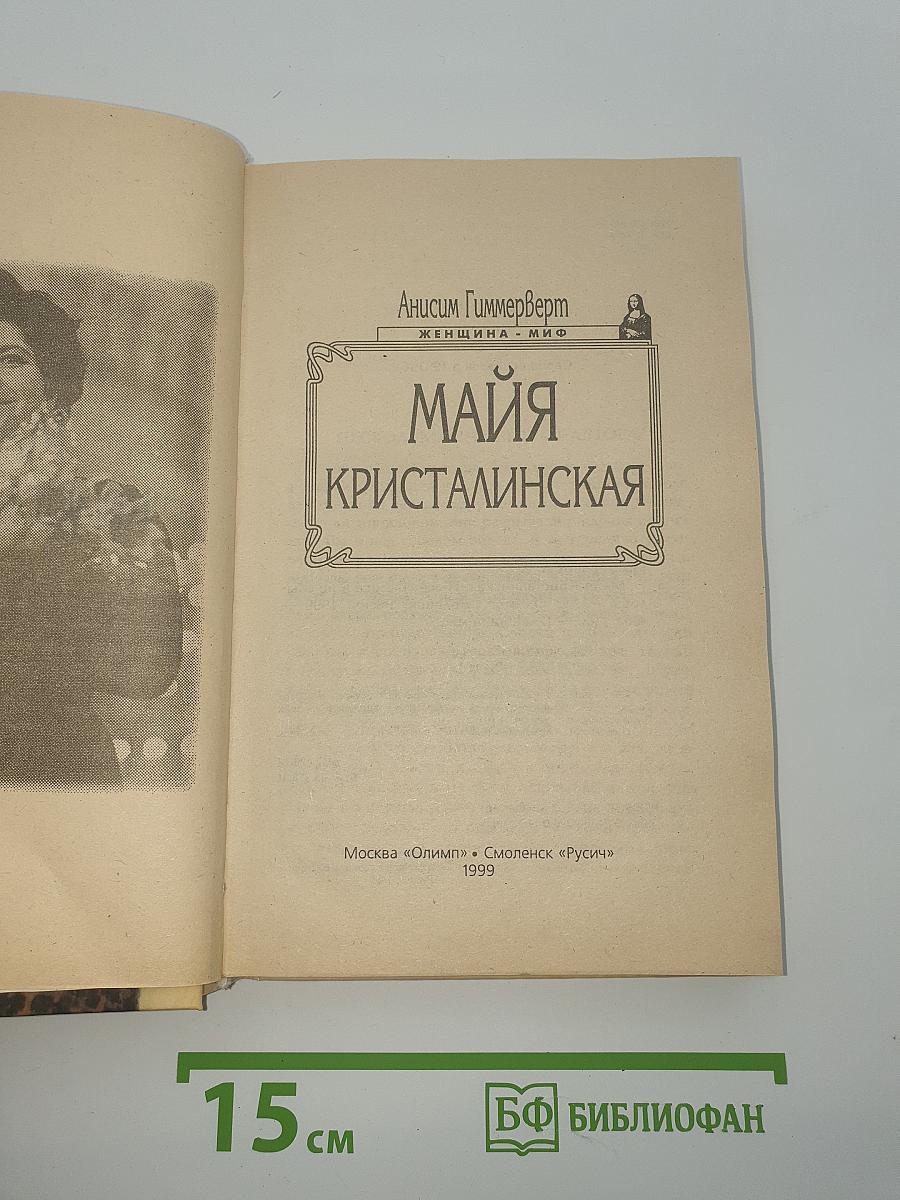 Анисим Гиммерверт
ЖЕНЩИНА - МИФ
МАЙЯ
КРИСТАЛИНСКАЯ
Москва «Олимп» • Смоленск «Русич»
1999
15 см
БФ БИБЛИОФАН